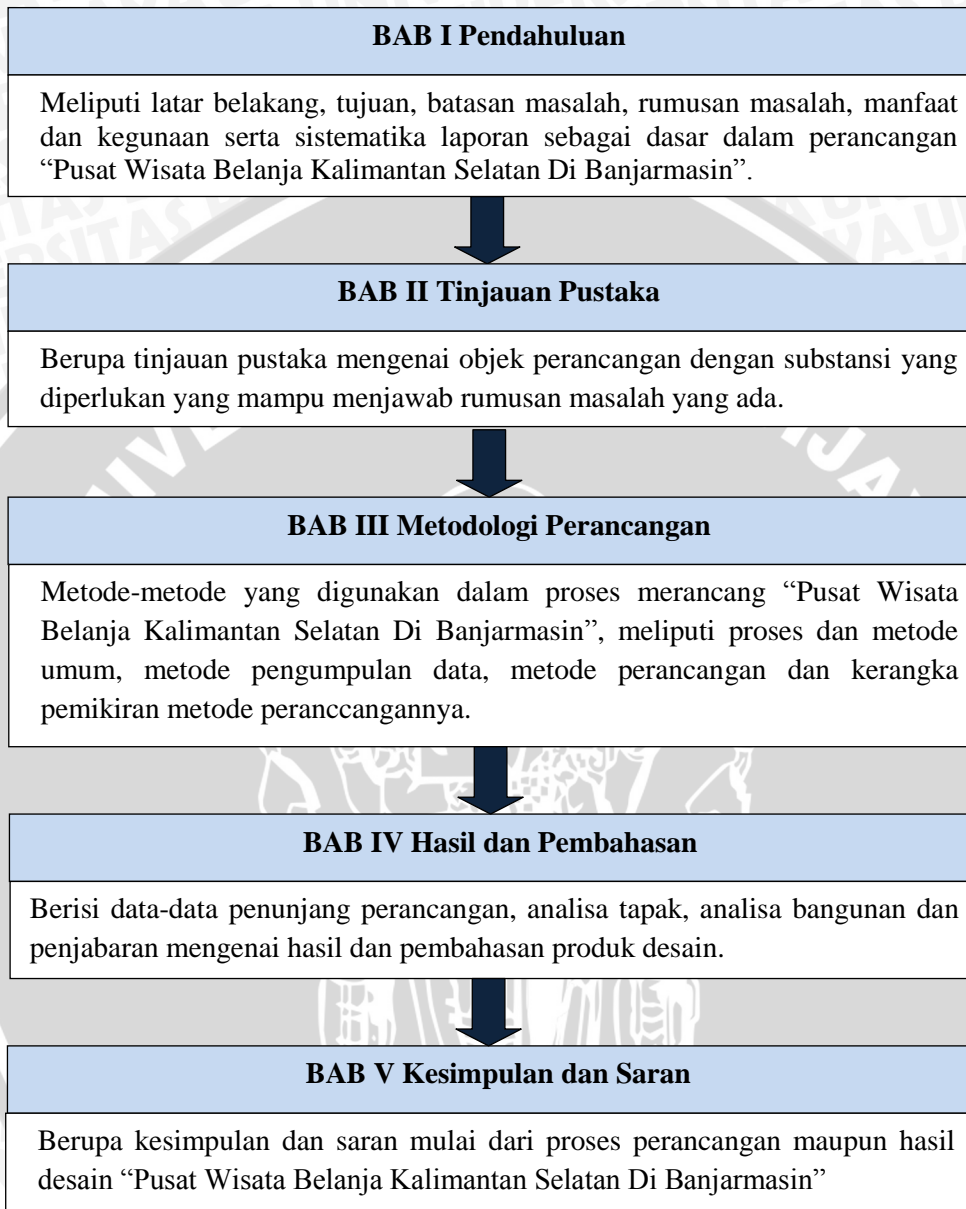 BAB I Pendahuluan
Meliputi latar belakang, tujuan, batasan masalah, rumusan masalah, manfaat
dan kegunaan serta sistematika laporan sebagai dasar dalam perancangan
“Pusat Wisata Belanja Kalimantan Selatan Di Banjarmasin”.
BAB II Tinjauan Pustaka
Berupa tinjauan pustaka mengenai objek perancangan dengan substansi yang
diperlukan yang mampu menjawab rumusan masalah yang ada.
BAB III Metodologi Perancangan
Metode-metode yang digunakan dalam proses merancang “Pusat Wisata
Belanja Kalimantan Selatan Di Banjarmasin”, meliputi proses dan metode
umum, metode pengumpulan data, metode perancangan dan kerangka
pemikiran metode peranccangannya.
BAB IV Hasil dan Pembahasan
Berisi data-data penunjang perancangan, analisa tapak, analisa bangunan dan
penjabaran mengenai hasil dan pembahasan produk desain.
BAB V Kesimpulan dan Saran
Berupa kesimpulan dan saran mulai dari proses perancangan maupun hasil
desain “Pusat Wisata Belanja Kalimantan Selatan Di Banjarmasin”